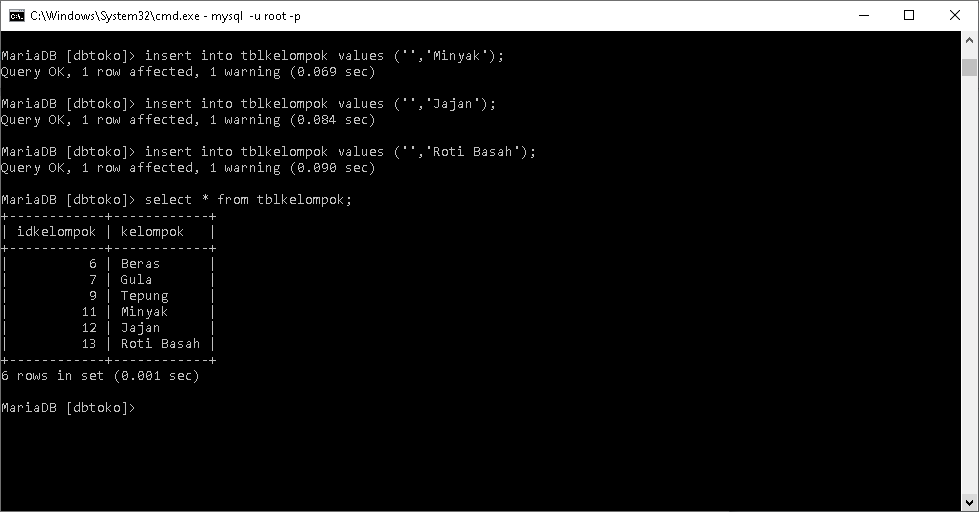 C:\Windows\System32\cmd.exe - mysql  -u root -p
MariaDB [dbtoko]> insert into tblkelompok values ('','Minyak');
Query OK, 1 row affected, 1 warning (0.069 sec)
MariaDB [dbtoko]> insert into tblkelompok values ('','Jajan');
Query OK, 1 row affected, 1 warning (0.084 sec)
MariaDB [dbtoko]> insert into tblkelompok values ('','Roti Basah');
Query OK, 1 row affected, 1 warning (0.090 sec)
MariaDB [dbtoko]> select * from tblkelompok;
+------------+------------+
| idkelompok | kelompok   |
+------------+------------+
|          6 | Beras      |
|          7 | Gula       |
|          9 | Tepung     |
|         11 | Minyak     |
|         12 | Jajan      |
|         13 | Roti Basah |
+------------+------------+
6 rows in set (0.001 sec)
MariaDB [dbtoko]>